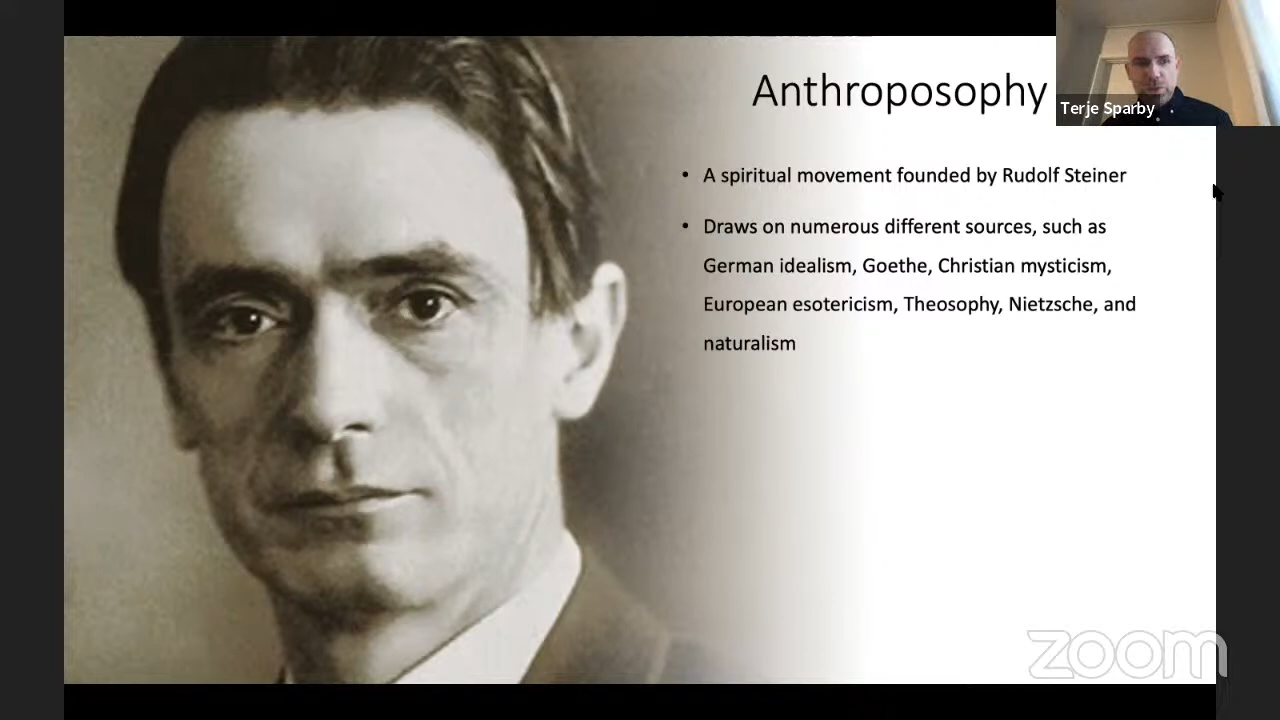 Anthroposophy
Terje Sparby
• A spiritual movement founded by Rudolf Steiner
• Draws on numerous different sources, such as
German idealism, Goethe, Christian mysticism,
European esotericism, Theosophy, Nietzsche, and
naturalism
zoom